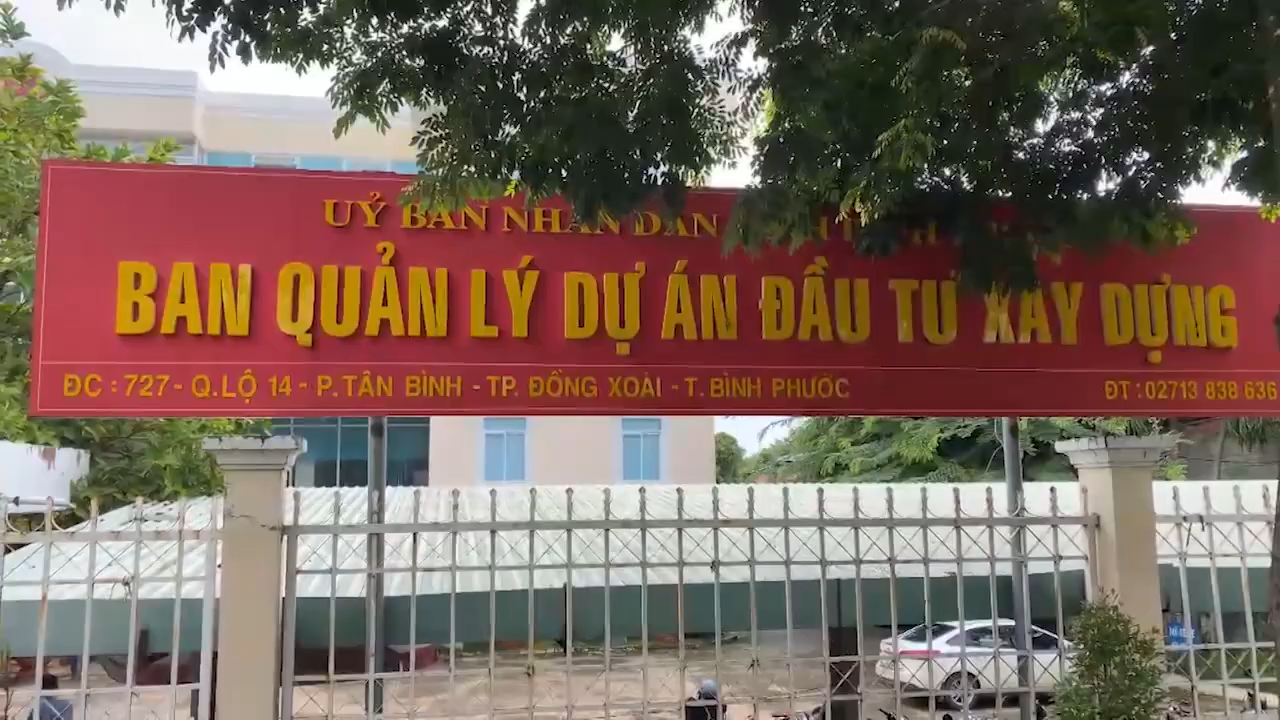 UỶ BAN NHÂN DÂN
BAN QUẢN LÝ DỰ ÁN ĐẦU TƯ XÂY DỰNG
ĐC : 727 - Q.LỘ 14 - P.TÂN BÌNH - TP. ĐỒNG XOÀI - T. BÌNH PHƯỚC
ĐT : 02713 838 636